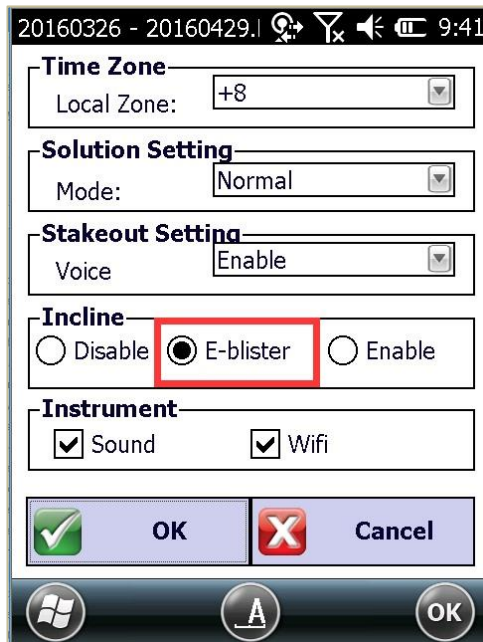 20160326 - 20160429.l 9:41
Time Zone
Local Zone: +8
Solution Setting
Mode: Normal
Stakeout Setting
Voice Enable
Incline
Disable E-blister Enable
Instrument
Sound Wifi
OK Cancel
A OK